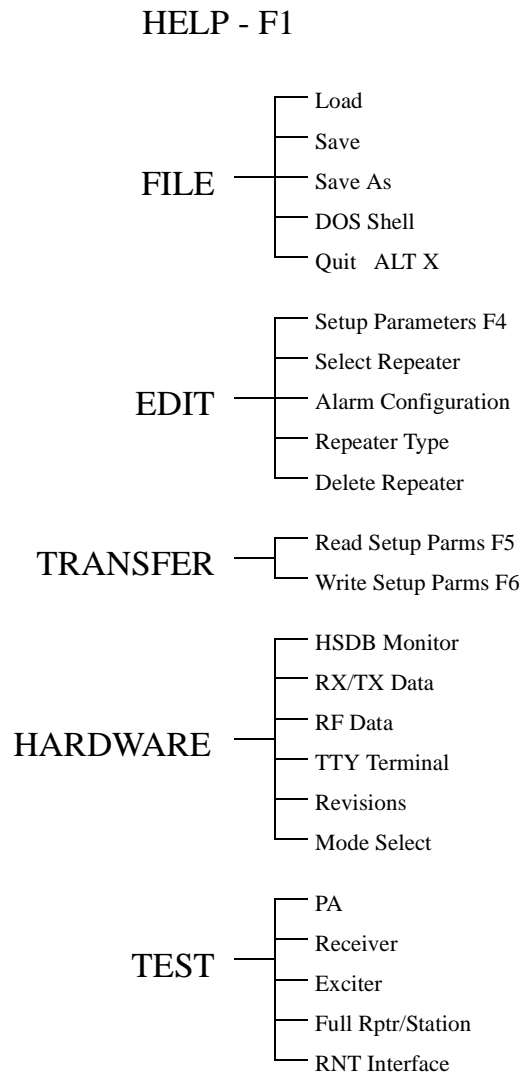 HELP - F1
FILE
Load
Save
Save As
DOS Shell
Quit ALT X
EDIT
Setup Parameters F4
Select Repeater
Alarm Configuration
Repeater Type
Delete Repeater
TRANSFER
Read Setup Parms F5
Write Setup Parms F6
HARDWARE
HSDB Monitor
RX/TX Data
RF Data
TTY Terminal
Revisions
Mode Select
TEST
PA
Receiver
Exciter
Full Rptr/Station
RNT Interface